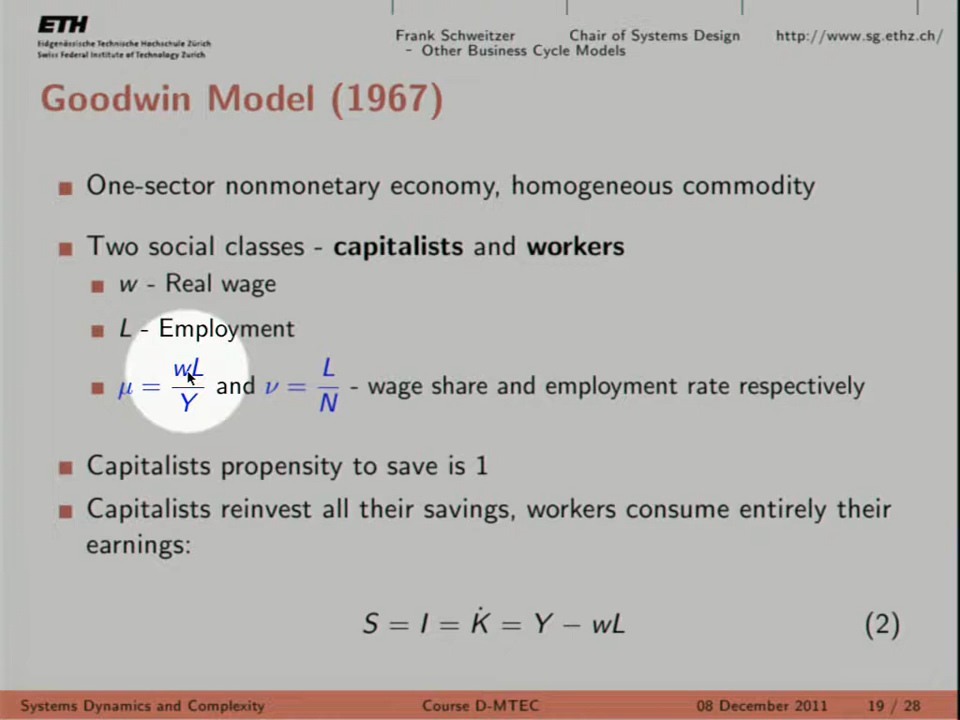 ETH
Eidgenössische Technische Hochschule Zürich
Swiss Federal Institute of Technology Zurich
Frank Schweitzer Chair of Systems Design http://www.sg.ethz.ch/
- Other Business Cycle Models
Goodwin Model (1967)
One-sector nonmonetary economy, homogeneous commodity
Two social classes - capitalists and workers
w - Real wage
L - Employment
μ = wL/Y and ν = L/N - wage share and employment rate respectively
Capitalists propensity to save is 1
Capitalists reinvest all their savings, workers consume entirely their
earnings:
S = I = K̇ = Y − wL (2)
Systems Dynamics and Complexity Course D-MTEC 08 December 2011 19 / 28